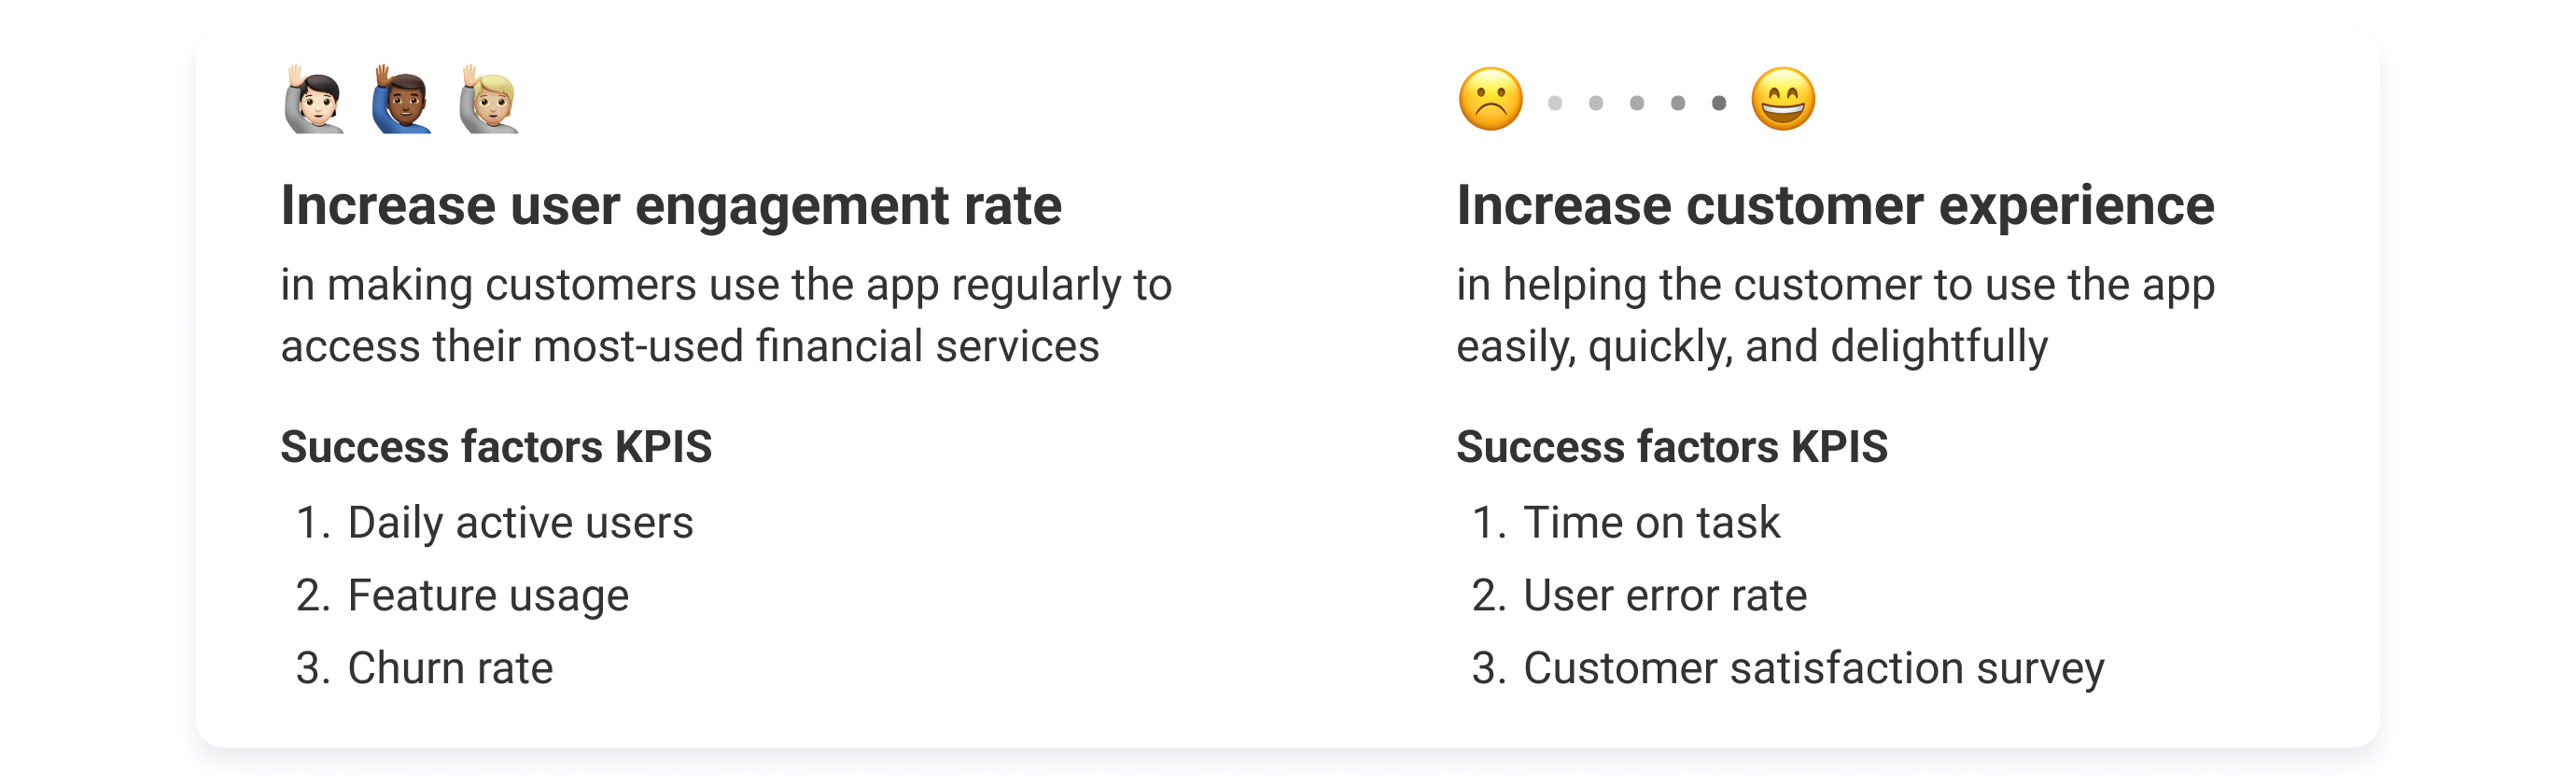 Increase user engagement rate
in making customers use the app regularly to
access their most-used financial services
Success factors KPIS
1. Daily active users
2. Feature usage
3. Churn rate
Increase customer experience
in helping the customer to use the app
easily, quickly, and delightfully
Success factors KPIS
1. Time on task
2. User error rate
3. Customer satisfaction survey